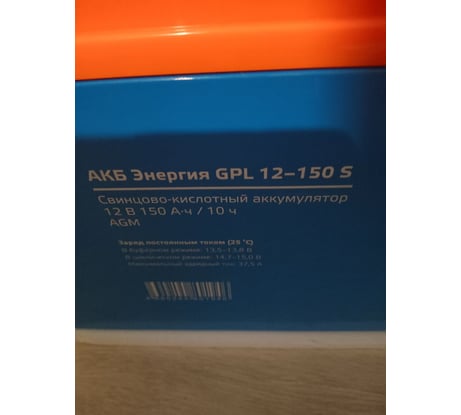 АКБ Энергия GPL 12–150 S
Свинцово-кислотный аккумулятор
12 В 150 А·ч / 10 ч
AGM
Заряд постоянным током (25 °С)
В буферном режиме: 13,5-13,8 В
В циклическом режиме: 14,7-15,0 В
Максимальный зарядный ток: 37,5 А